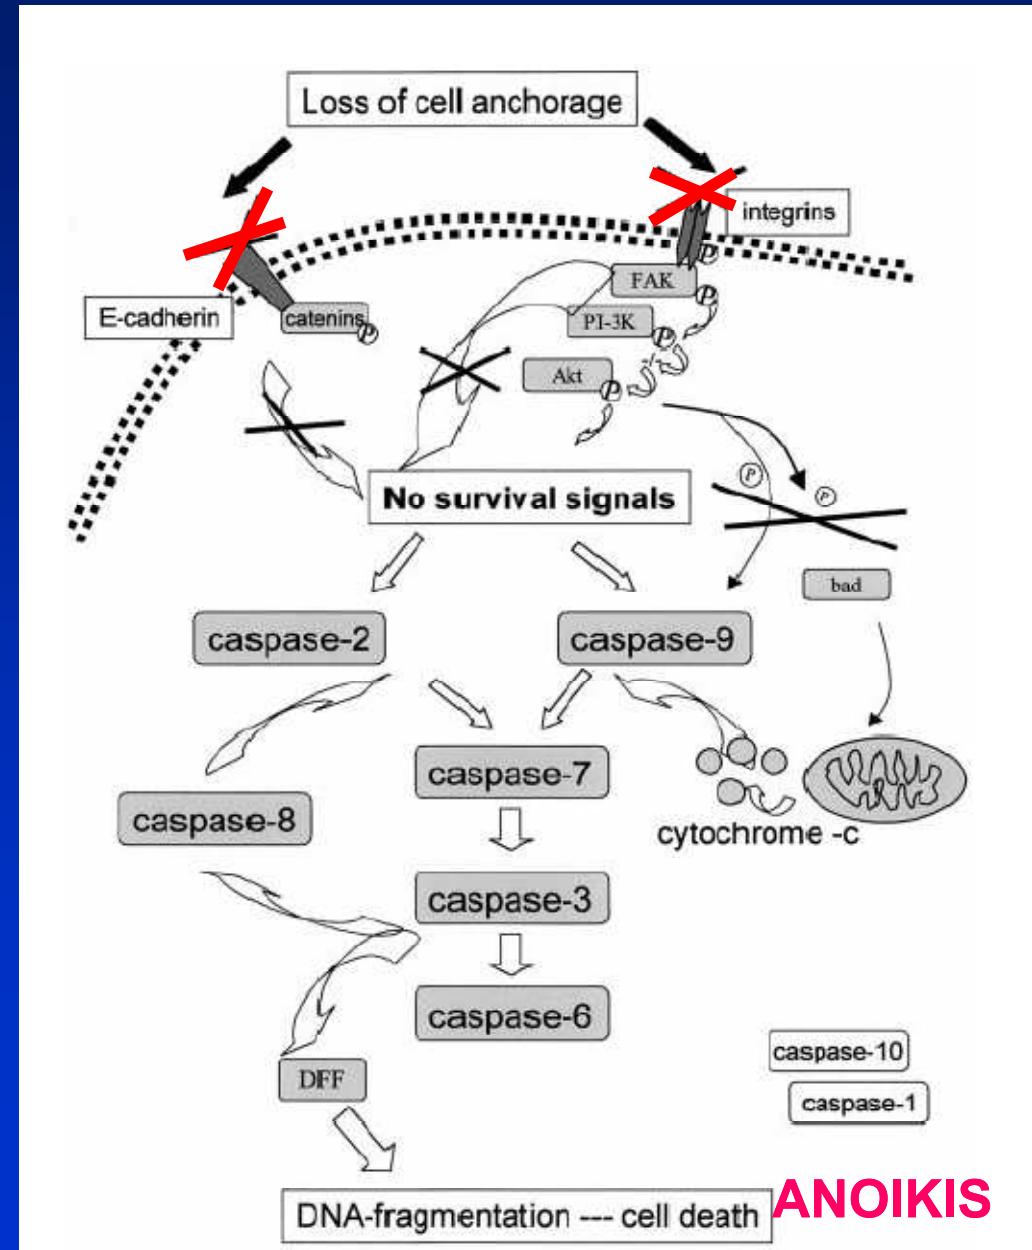 Loss of cell anchorage
integrins
P
FAK
P
E-cadherin
catenins
P
PI-3K
P
Akt
P
No survival signals
P
P
bad
caspase-2
caspase-9
caspase-7
caspase-8
cytochrome -c
caspase-3
caspase-6
caspase-10
DFF
caspase-1
DNA-fragmentation --- cell death
ANOIKIS